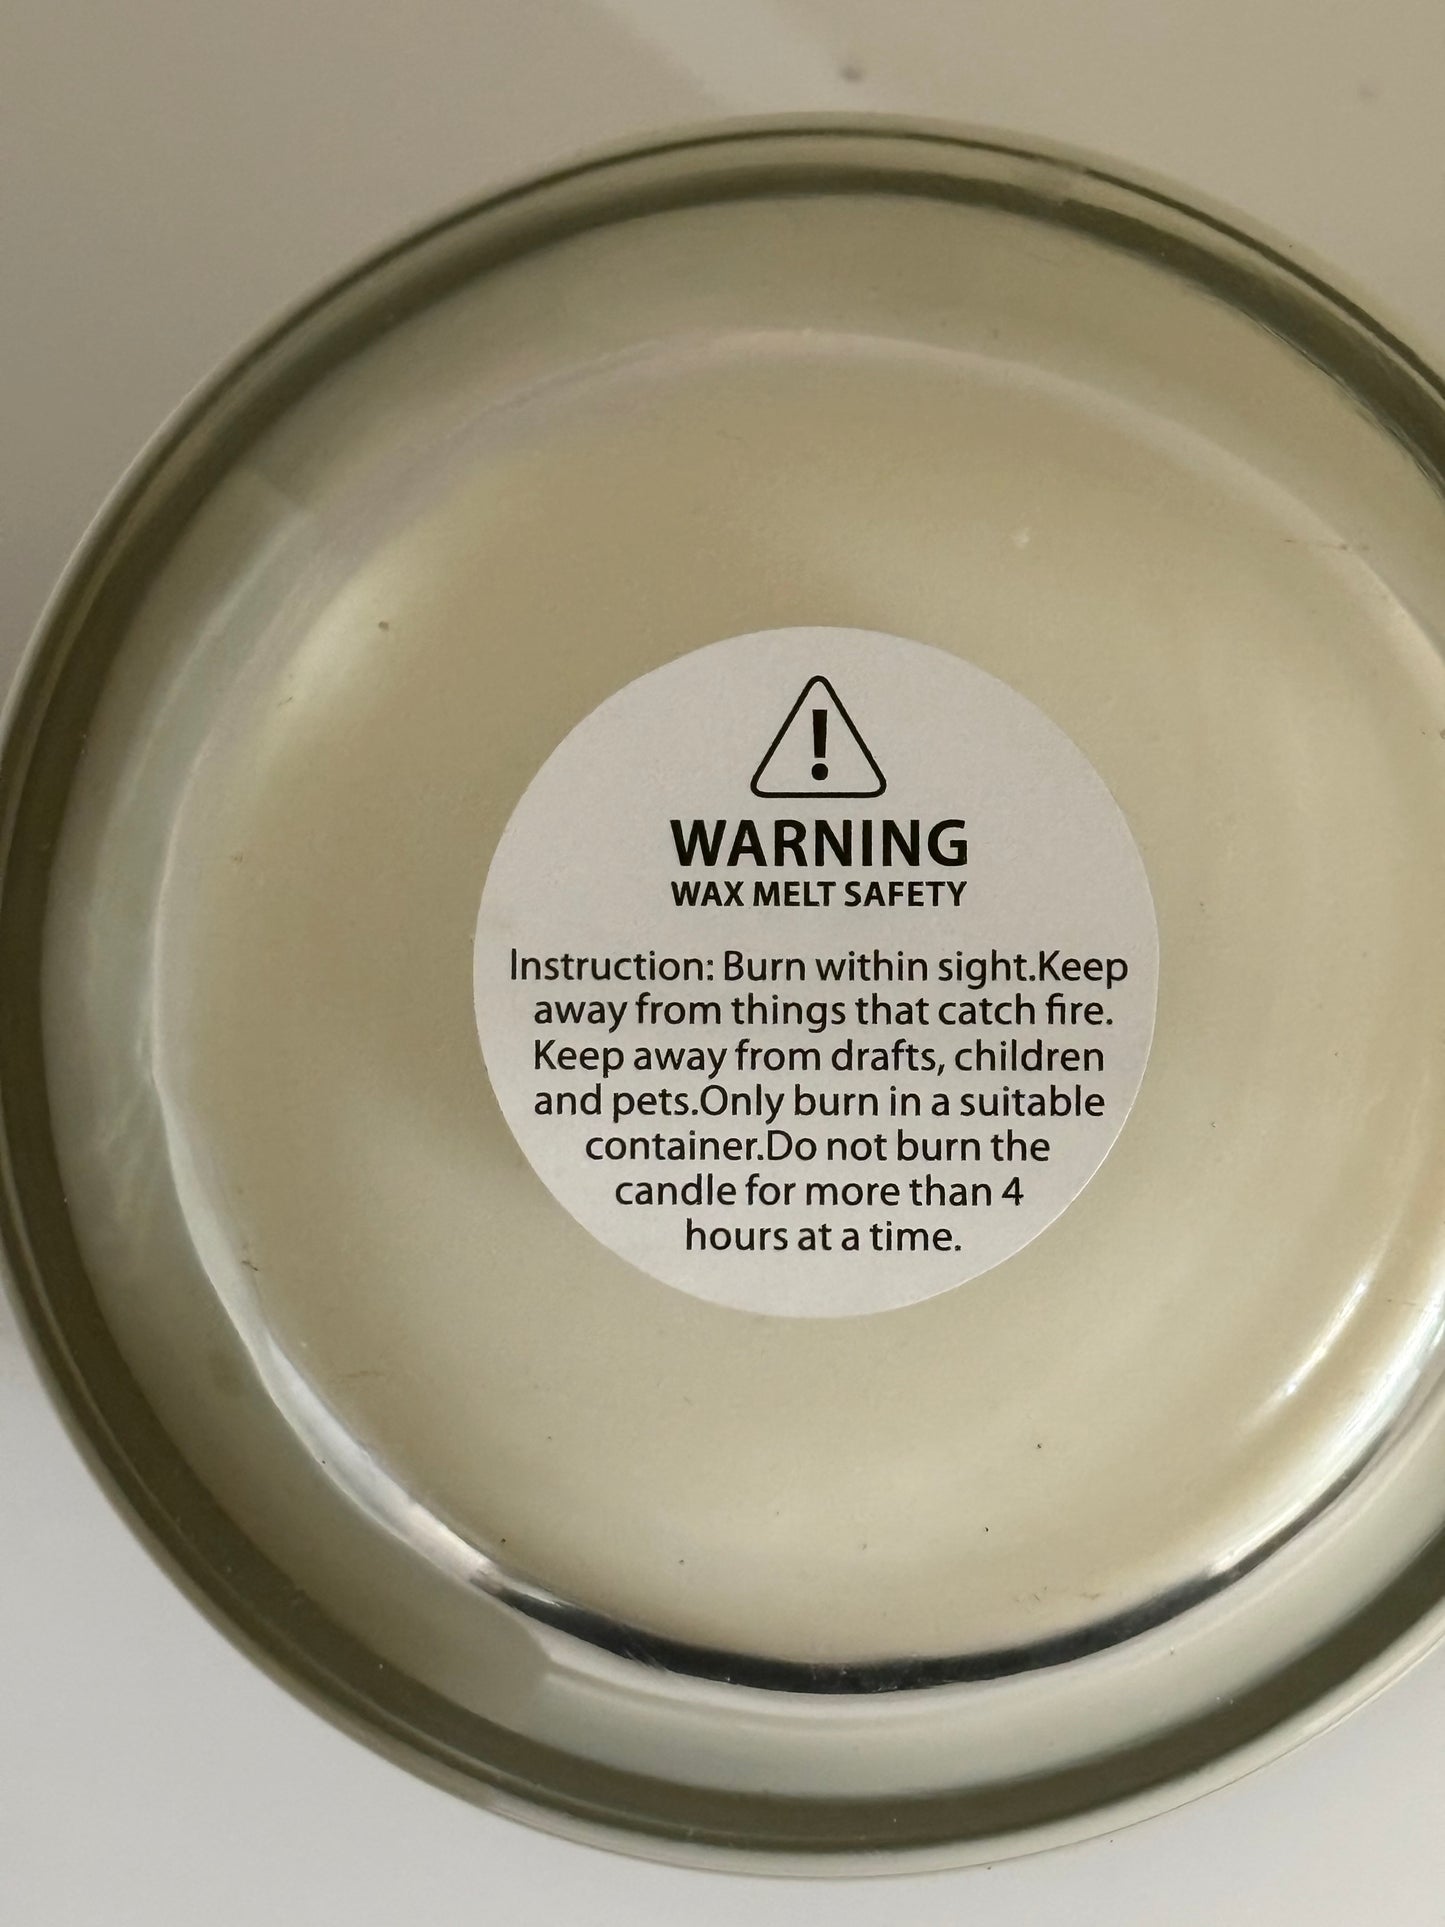 !
WARNING
WAX MELT SAFETY
Instruction: Burn within sight.Keep
away from things that catch fire.
Keep away from drafts, children
and pets.Only burn in a suitable
container.Do not burn the
candle for more than 4
hours at a time.